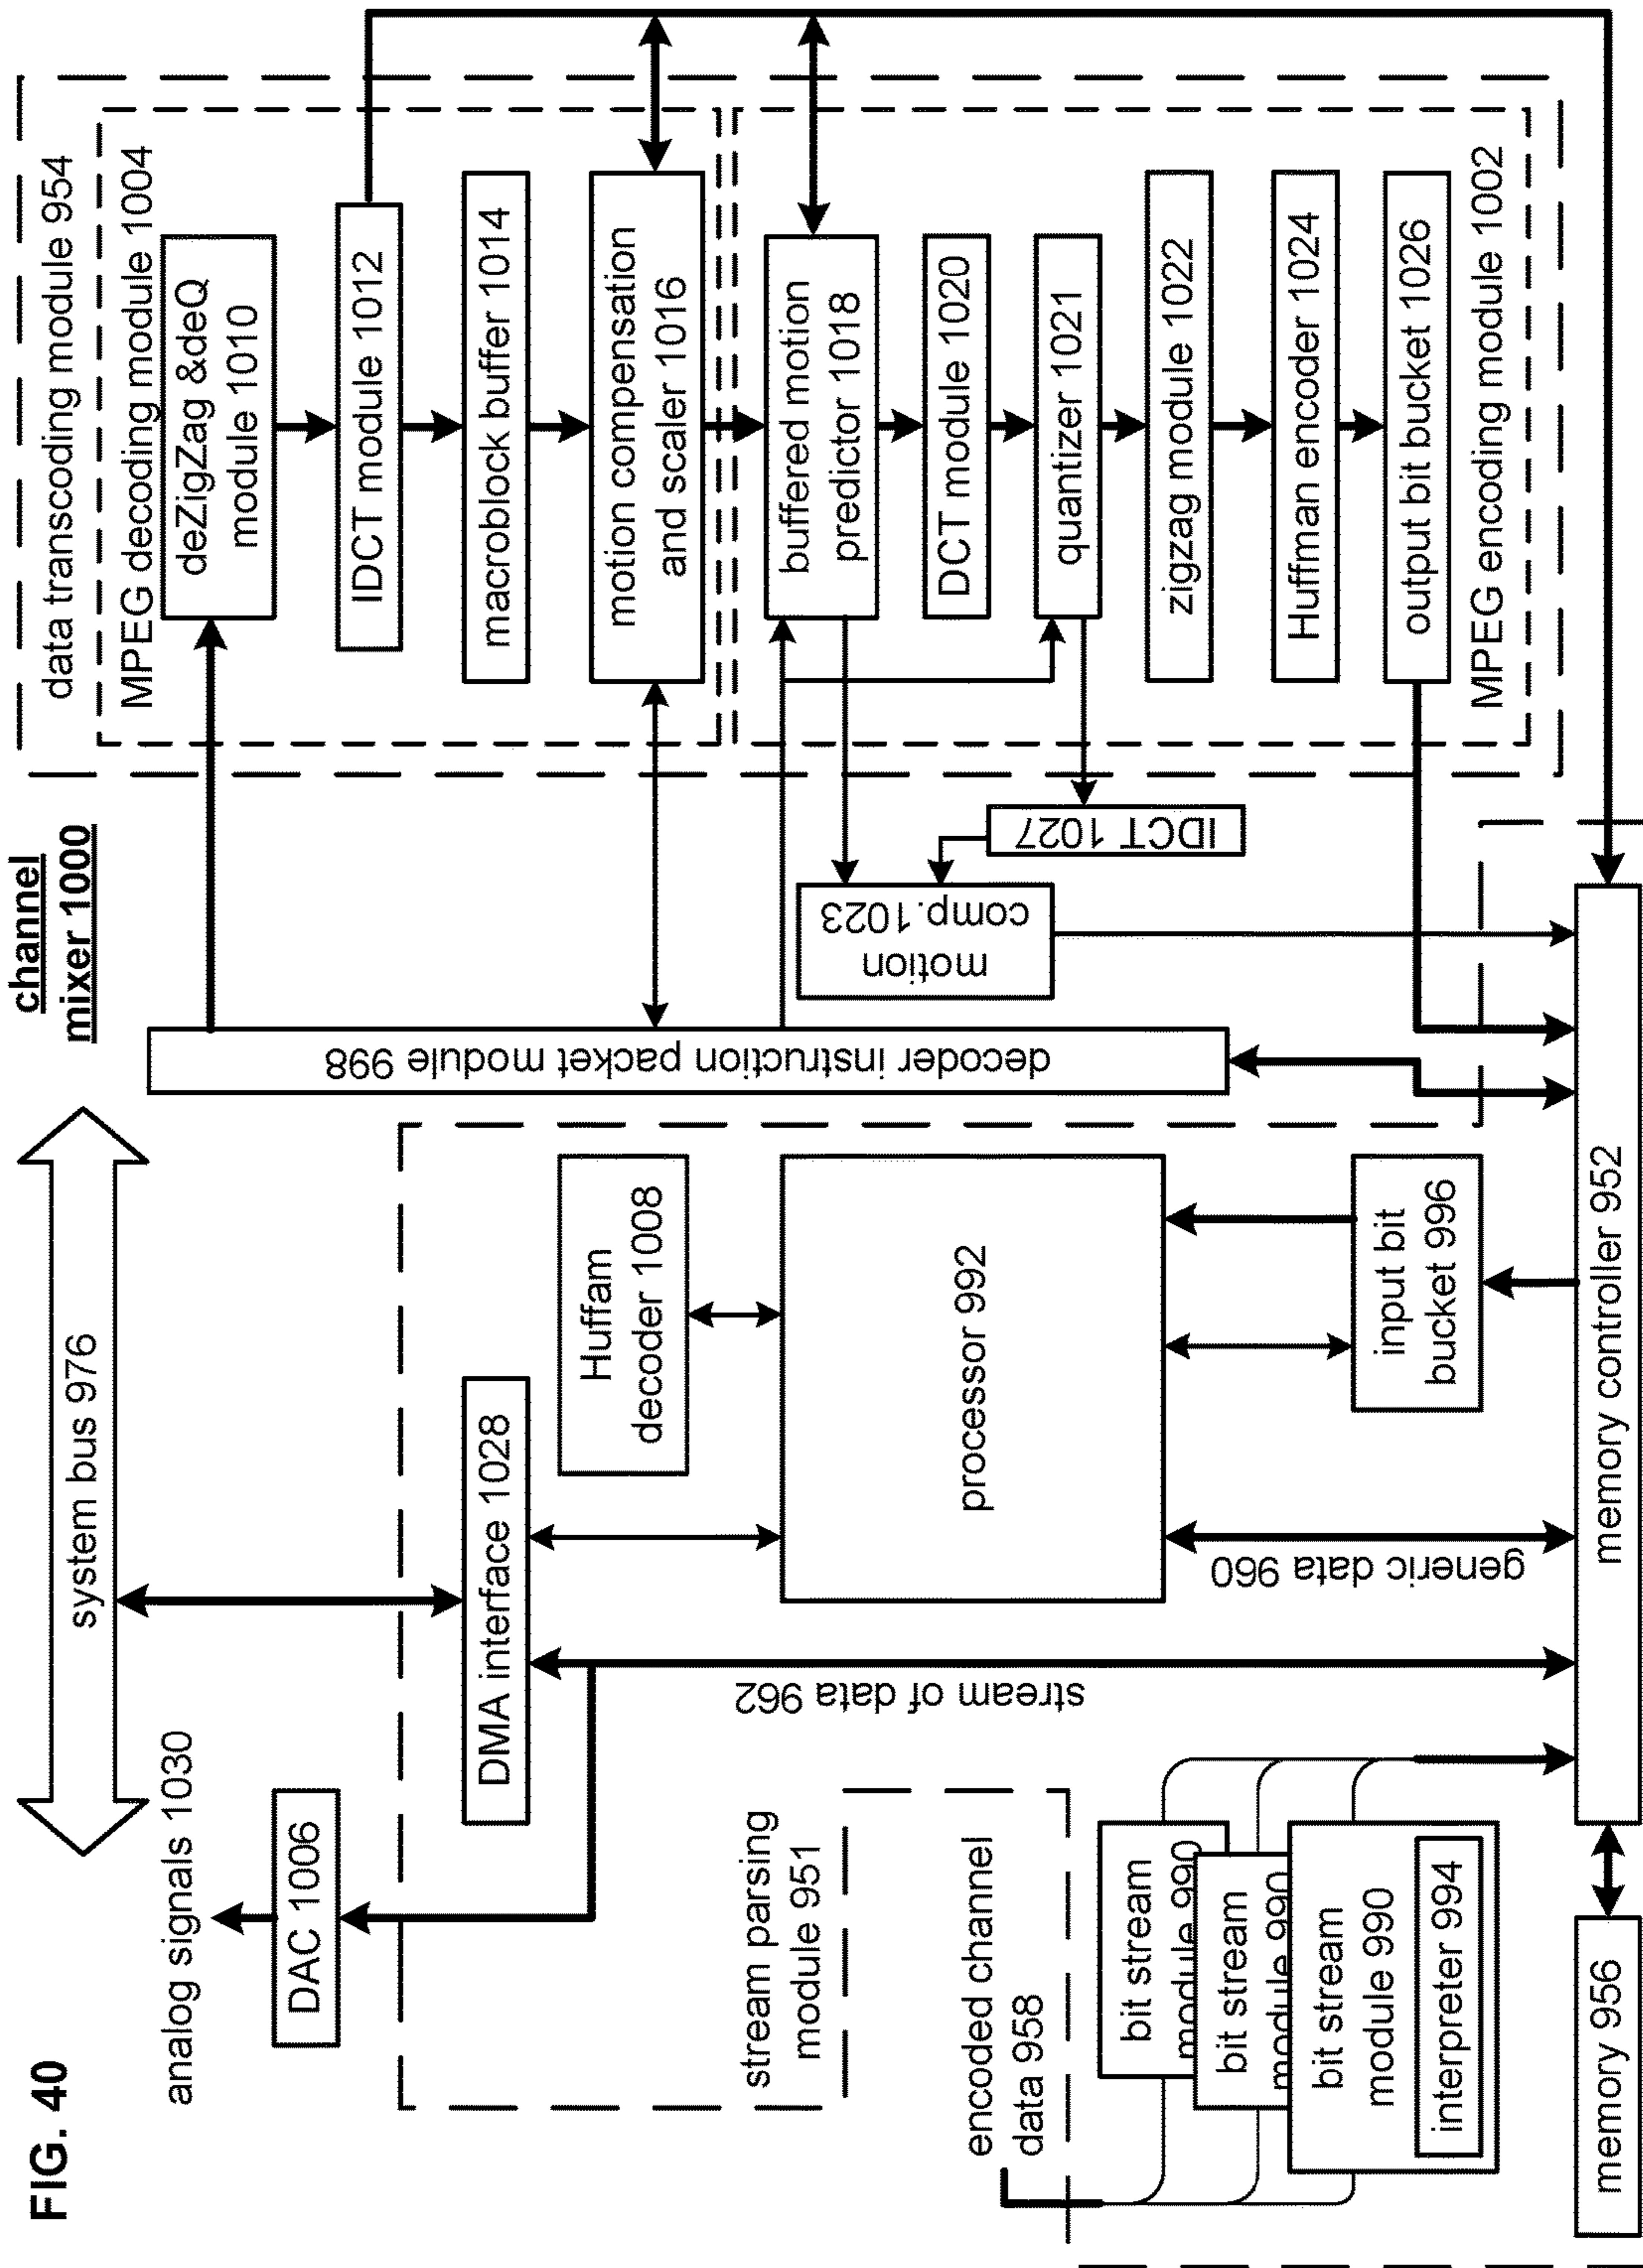 FIG. 40
channel
mixer 1000
system bus 976
analog signals 1030
DAC 1006
DMA interface 1028
Huffam
decoder 1008
processor 992
input bit
bucket 996
generic data 960
stream of data 962
stream parsing
module 951
encoded channel
data 958
bit stream
module 990
bit stream
module 990
bit stream
module 990
interpreter 994
memory 956
memory controller 952
decoder instruction packet module 998
motion
comp.1023
IDCT 1027
data transcoding module 954
MPEG decoding module 1004
deZigZag &deQ
module 1010
IDCT module 1012
macroblock buffer 1014
motion compensation
and scaler 1016
buffered motion
predictor 1018
DCT module 1020
quantizer 1021
zigzag module 1022
Huffman encoder 1024
output bit bucket 1026
MPEG encoding module 1002